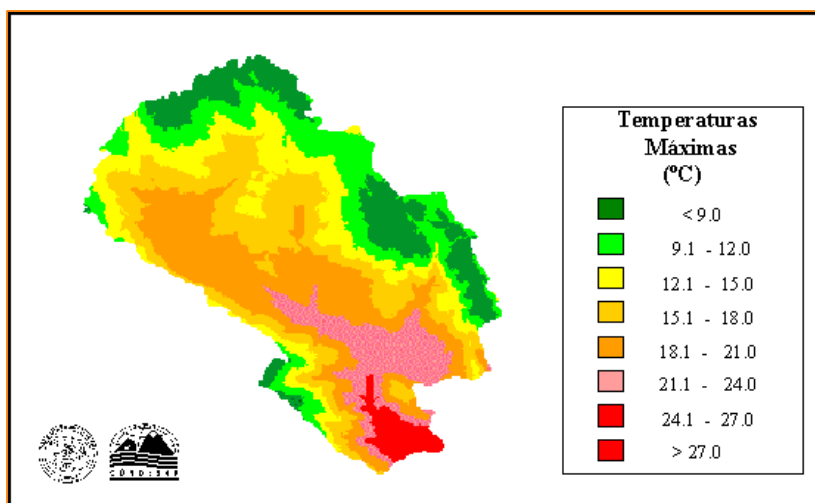 Temperaturas
Máximas
(ºC)
< 9.0
9.1 - 12.0
12.1 - 15.0
15.1 - 18.0
18.1 - 21.0
21.1 - 24.0
24.1 - 27.0
> 27.0